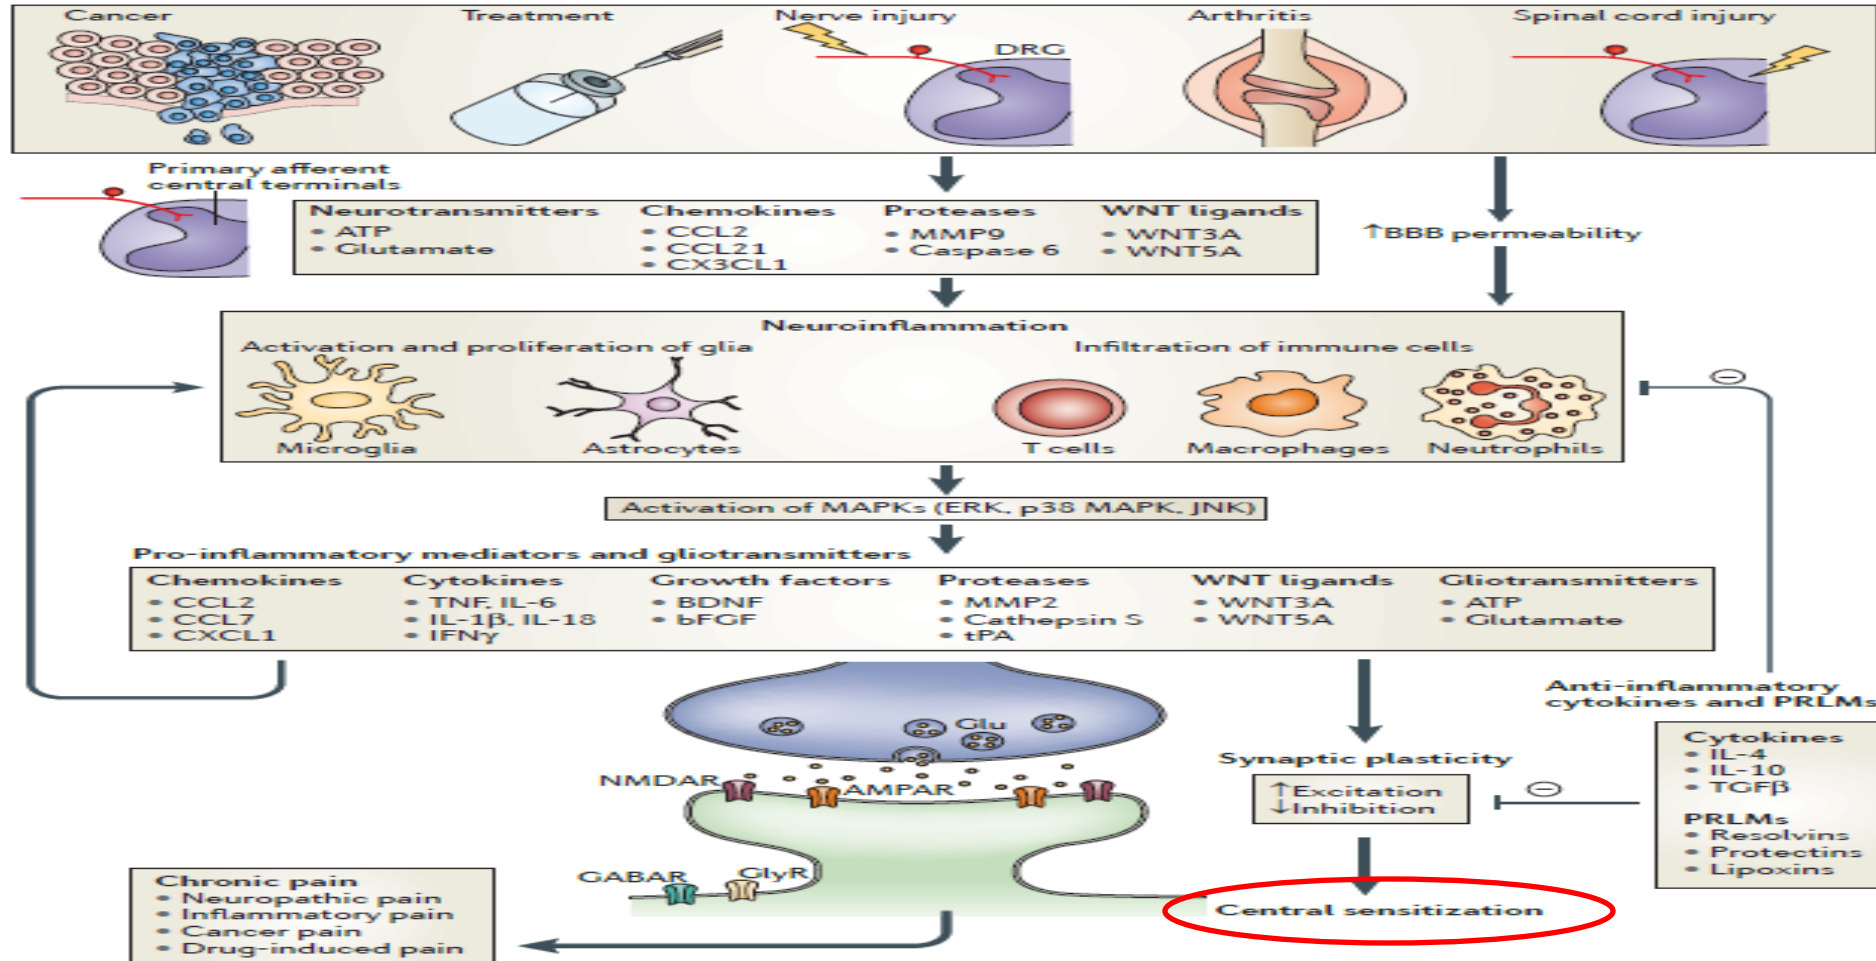 Cancer
Treatment
Nerve injury
Arthritis
Spinal cord injury
DRG
Primary afferent
central terminals
Neurotransmitters
• ATP
• Glutamate
Chemokines
• CCL2
• CCL21
• CX3CL1
Proteases
• MMP9
• Caspase 6
WNT ligands
• WNT3A
• WNT5A
↑BBB permeability
Neuroinflammation
Activation and proliferation of glia
Infiltration of immune cells
Microglia
Astrocytes
T cells
Macrophages
Neutrophils
Activation of MAPKs (ERK, p38 MAPK, JNK)
Pro-inflammatory mediators and gliotransmitters
Chemokines
• CCL2
• CCL7
• CXCL1
Cytokines
• TNF, IL-6
• IL-1β, IL-18
• IFNγ
Growth factors
• BDNF
• bFGF
Proteases
• MMP2
• Cathepsin S
• tPA
WNT ligands
• WNT3A
• WNT5A
Gliotransmitters
• ATP
• Glutamate
Glu
NMDAR
AMPAR
GABAR
GlyR
Synaptic plasticity
↑Excitation
↓Inhibition
Central sensitization
Anti-inflammatory
cytokines and PRLMs
Cytokines
• IL-4
• IL-10
• TGFβ
PRLMs
• Resolvins
• Protectins
• Lipoxins
Chronic pain
• Neuropathic pain
• Inflammatory pain
• Cancer pain
• Drug-induced pain